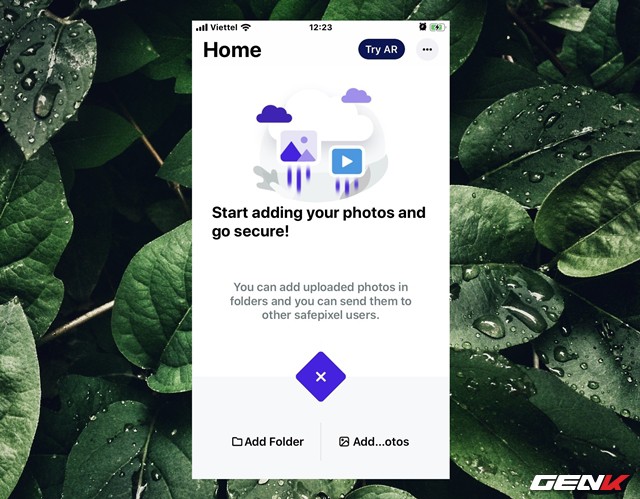 Viettel 12:23
Home Try AR
Start adding your photos and
go secure!
You can add uploaded photos in
folders and you can send them to
other safepixel users.
Add Folder Add...otos
GENK